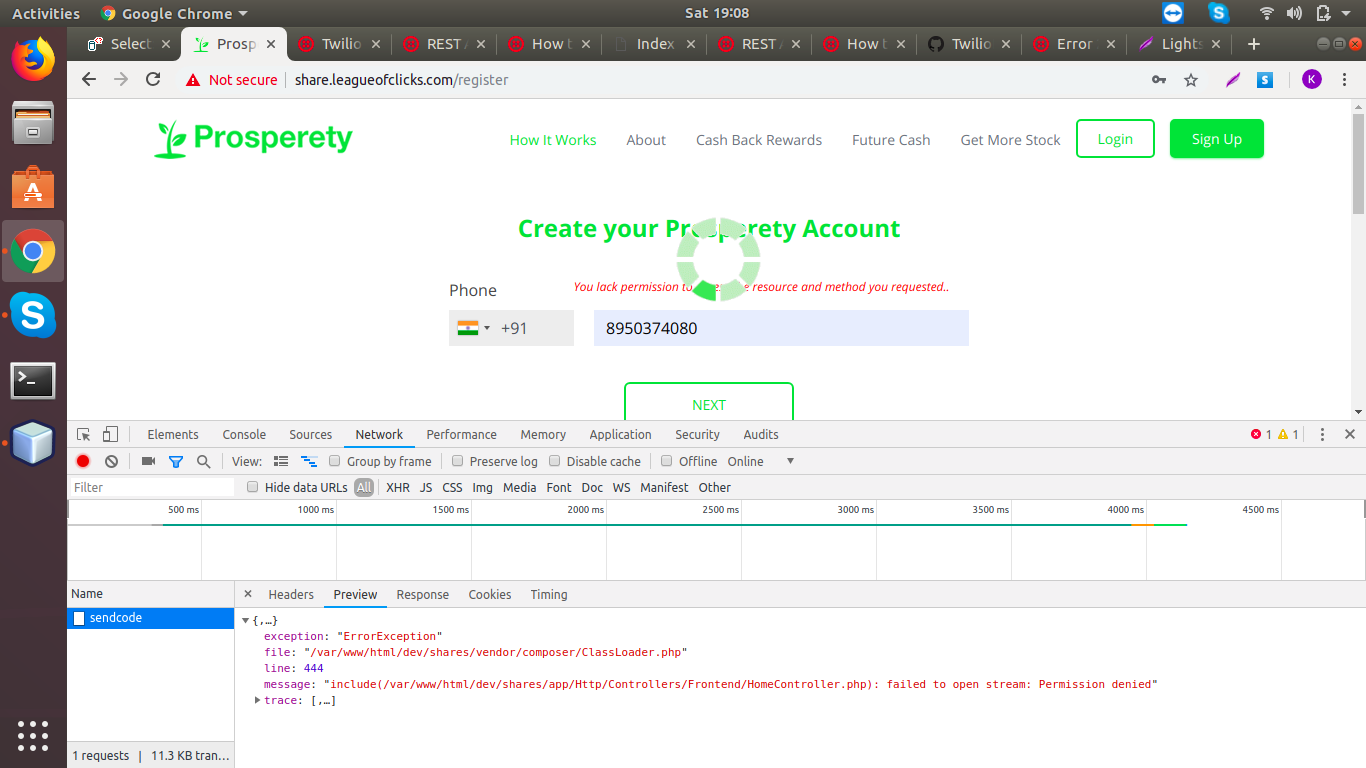 Activities Google Chrome Sat 19:08
Select Prosp Twilio REST How t Index REST How t Twilio Error Lights
Not secure share.leagueofclicks.com/register K
Prosperety How It Works About Cash Back Rewards Future Cash Get More Stock Login Sign Up
Create your Prosperety Account
Phone You lack permission to resource and method you requested..
+91 8950374080
NEXT
Elements Console Sources Network Performance Memory Application Security Audits 1 1
View: Group by frame Preserve log Disable cache Offline Online
Filter Hide data URLs All XHR JS CSS Img Media Font Doc WS Manifest Other
500 ms 1000 ms 1500 ms 2000 ms 2500 ms 3000 ms 3500 ms 4000 ms 4500 ms
Name × Headers Preview Response Cookies Timing
sendcode
{,…}
exception: "ErrorException"
file: "/var/www/html/dev/shares/vendor/composer/ClassLoader.php"
line: 444
message: "include(/var/www/html/dev/shares/app/Http/Controllers/Frontend/HomeController.php): failed to open stream: Permission denied"
trace: [,…]
1 requests | 11.3 KB tran…